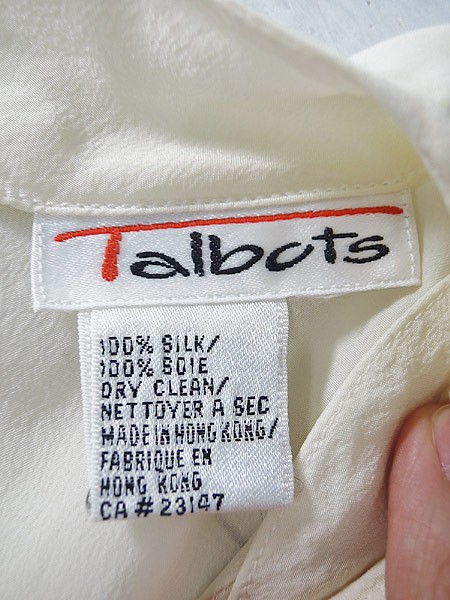 Talbots
100% SILK/
100% SOIE
DRY CLEAN/
NETTOYER A SEC
MADE IN HONG KONG/
FABRIQUE EN
HONG KONG
CA # 23147